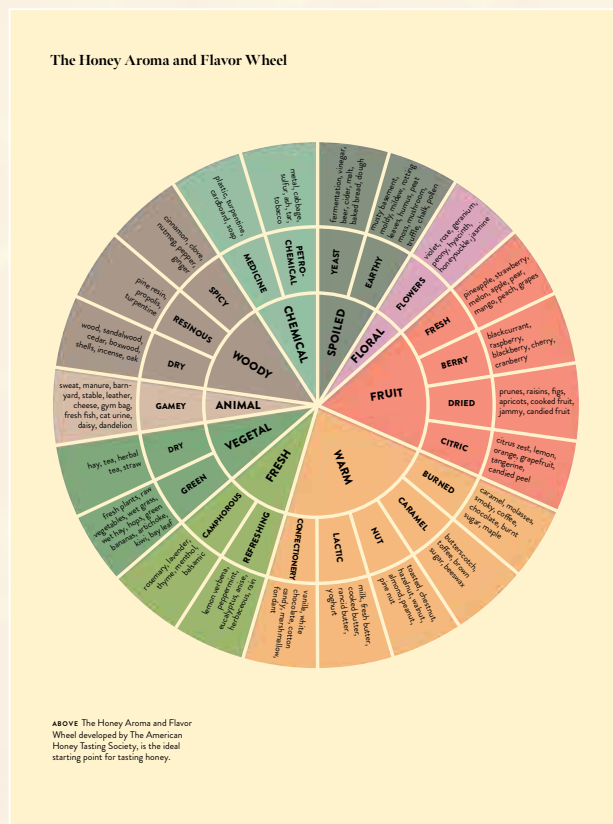 The Honey Aroma and Flavor Wheel
SPOILED
YEAST
fermentation, vinegar,
beer, cider, melt,
baked bread, dough
EARTHY
musty basement,
moldy, mildew, rotting
leaves, humus, peat
moss, mushroom,
truffle, chalk, pollen
FLORAL
FLOWERS
violet, rose, geranium,
peony, hyacinth,
honeysuckle, jasmine
FRUIT
FRESH
pineapple, strawberry,
melon, apple, pear,
mango, peach, grapes
BERRY
blackcurrant,
raspberry,
blackberry, cherry,
cranberry
DRIED
prunes, raisins, figs,
apricots, cooked fruit,
jammy, candied fruit
CITRIC
citrus zest, lemon,
orange, grapefruit,
tangerine,
candied peel
WARM
BURNED
caramel, molasses,
smoky, coffee,
chocolate, burnt
sugar, maple
CARAMEL
butterscotch,
toffee, brown
sugar, beeswax
NUT
toasted, chestnut,
hazelnut, walnut,
almond, peanut,
pine nut
LACTIC
milk, fresh butter,
cooked butter,
rancid butter,
yoghurt
CONFECTIONERY
vanilla, white
chocolate, cotton
candy, marshmallow,
fondant
FRESH
REFRESHING
lemon verbena,
peppermint,
eucalyptus, anise,
herbaceous, rain
CAMPHOROUS
rosemary, lavender,
thyme, menthol,
balsamic
VEGETAL
GREEN
fresh plants, raw
vegetables, wet grass,
wet hay, hops, green
bananas, artichoke,
kiwi, bay leaf
DRY
hay, tea, herbal
tea, straw
ANIMAL
GAMEY
sweat, manure, barn-
yard, stable, leather,
cheese, gym bag,
fresh fish, cat urine,
daisy, dandelion
WOODY
DRY
wood, sandalwood,
cedar, boxwood,
shells, incense, oak
RESINOUS
pine resin,
propolis,
turpentine
SPICY
cinnamon, clove,
nutmeg, pepper,
ginger
CHEMICAL
MEDICINE
plastic, turpentine,
cardboard, soap
PETRO-
CHEMICAL
metal, cabbage,
sulfur, ash, tar,
tobacco
ABOVE The Honey Aroma and Flavor
Wheel developed by The American
Honey Tasting Society, is the ideal
starting point for tasting honey.